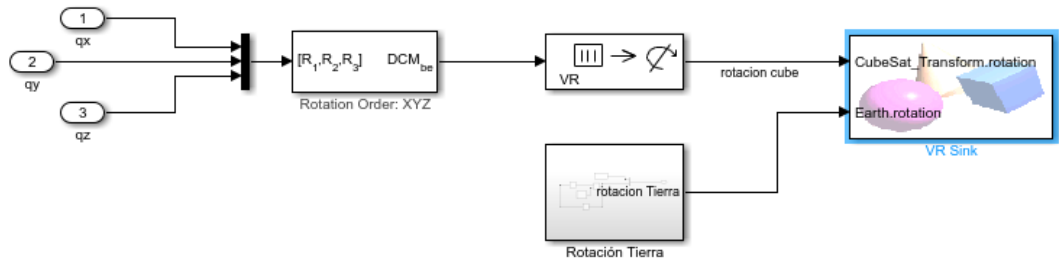 1
qx
2
qy
3
qz
[R1,R2,R3] DCMbe
Rotation Order: XYZ
VR
rotacion cube
CubeSat_Transform.rotation
Earth.rotation
VR Sink
rotacion Tierra
Rotación Tierra